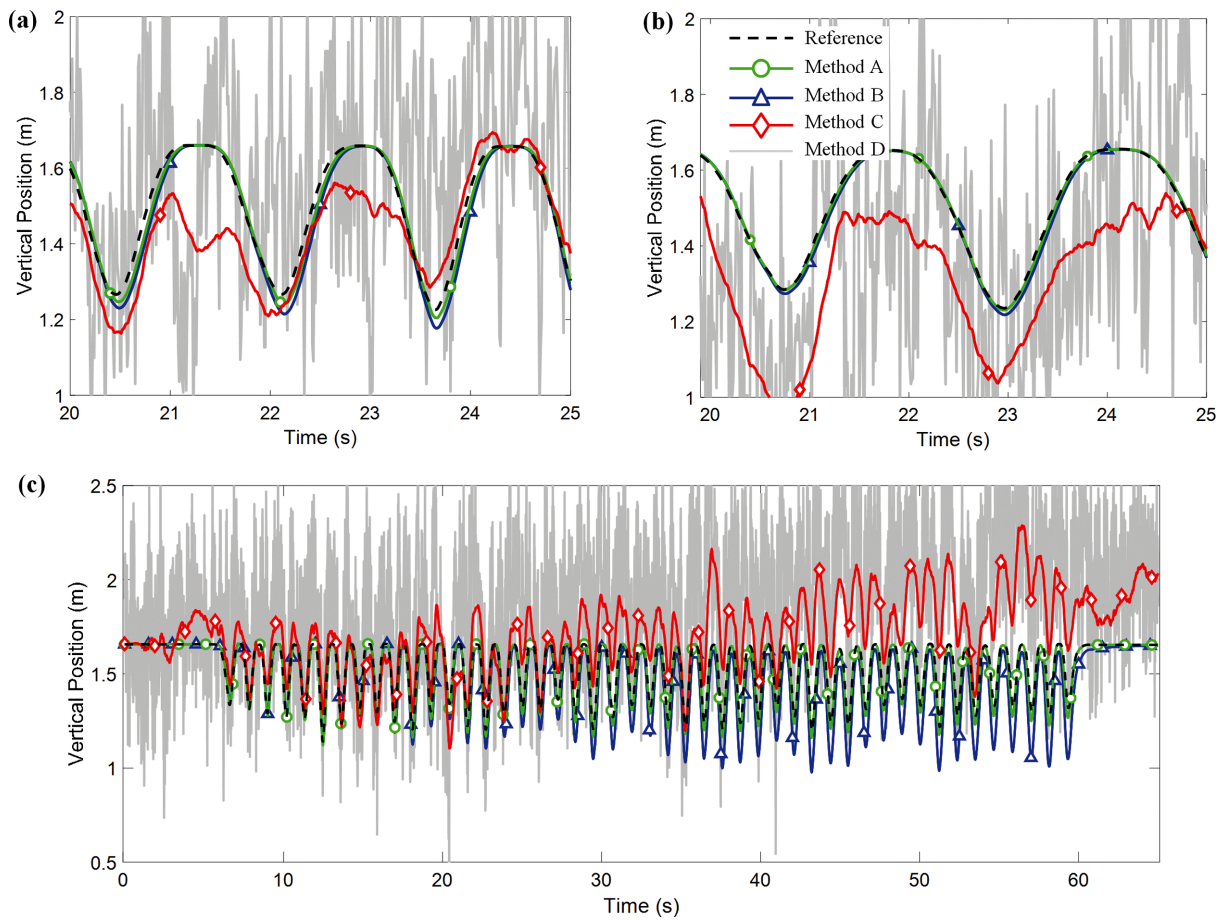 (a)
2
1.8
1.6
1.4
1.2
1
Vertical Position (m)
20
21
22
23
24
25
Time (s)
(b)
2
1.8
1.6
1.4
1.2
1
Vertical Position (m)
20
21
22
23
24
25
Time (s)
Reference
Method A
Method B
Method C
Method D
(c)
2.5
2
1.5
1
0.5
Vertical Position (m)
0
10
20
30
40
50
60
Time (s)